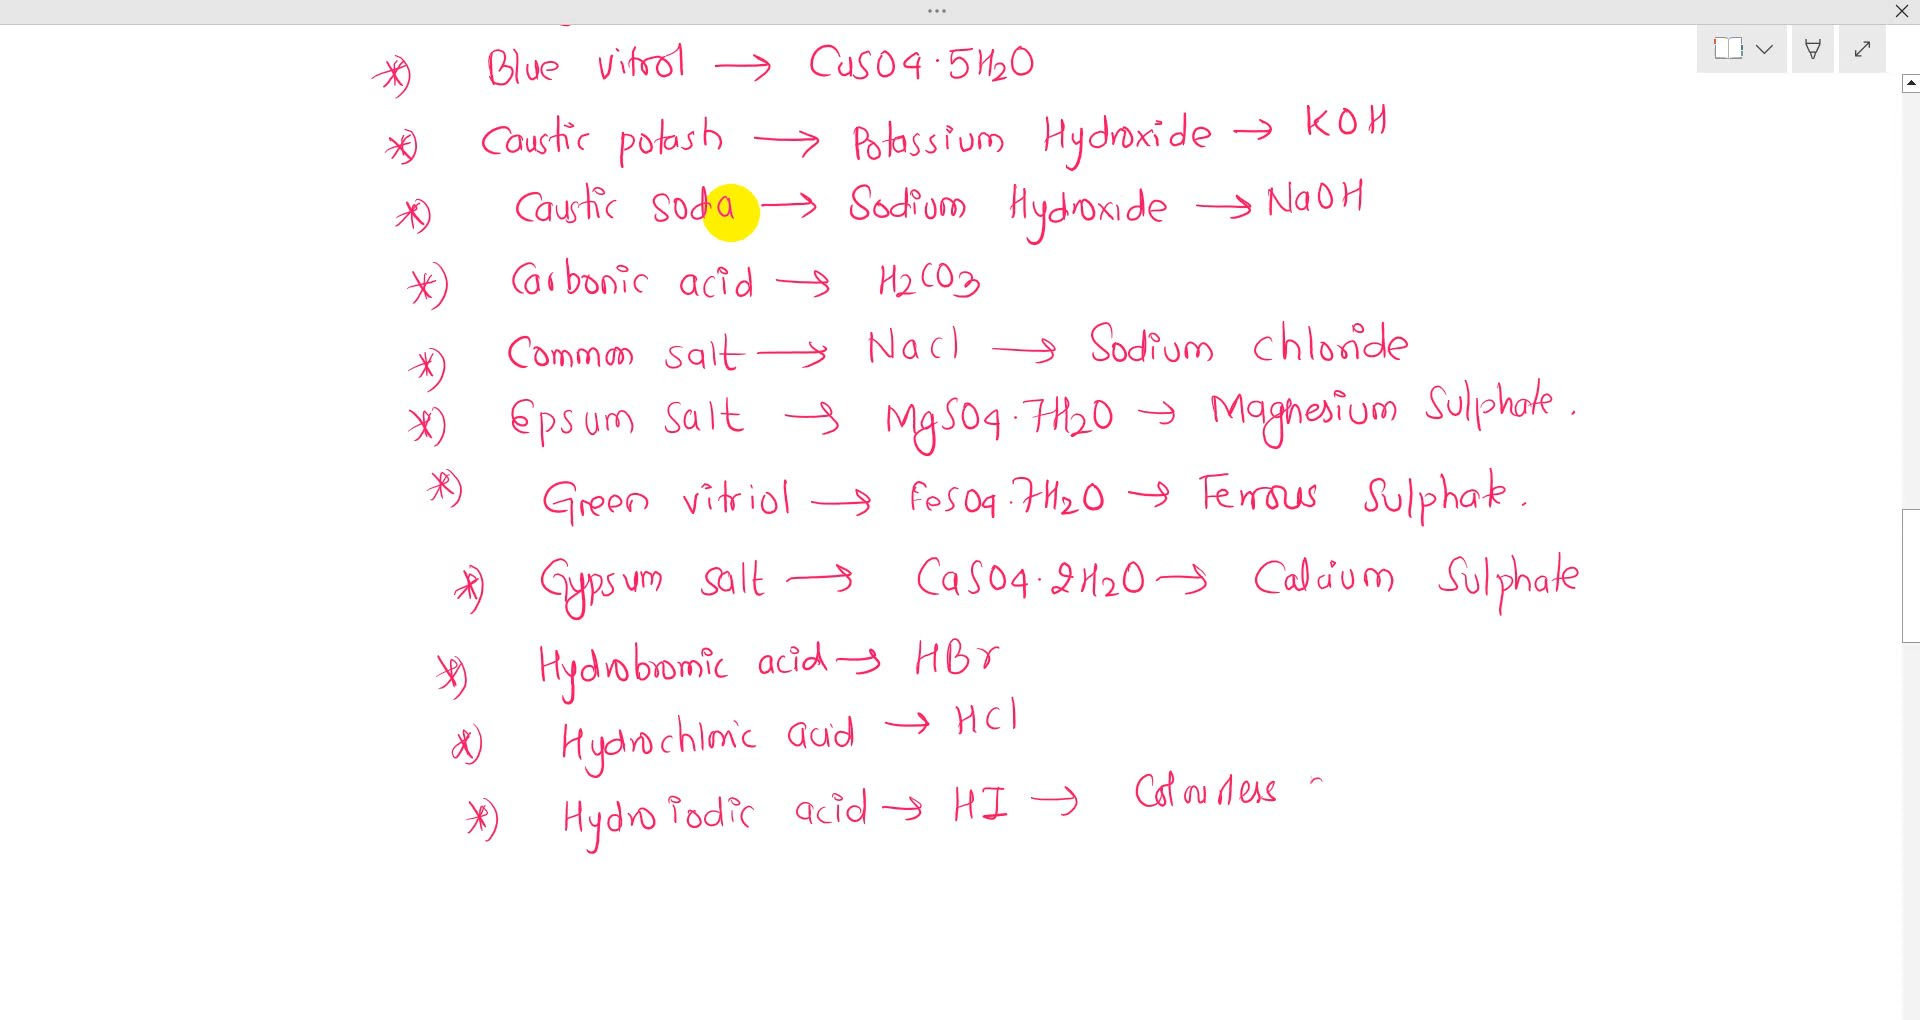 *) Blue vitrol → CuSO4·5H2O
*) Caustic potash → Potassium Hydroxide → KOH
*) Caustic soda → Sodium Hydroxide → NaOH
*) Carbonic acid → H2CO3
*) Common salt → Nacl → Sodium chloride
*) Epsum salt → MgSO4·7H2O → Magnesium Sulphate.
*) Green vitriol → FeSO4·7H2O → Ferrous Sulphate.
*) Gypsum salt → CaSO4·2H2O → Calcium Sulphate
*) Hydrobromic acid → HBr
*) Hydrochloric acid → HCl
*) Hydroiodic acid → HI → Colourless